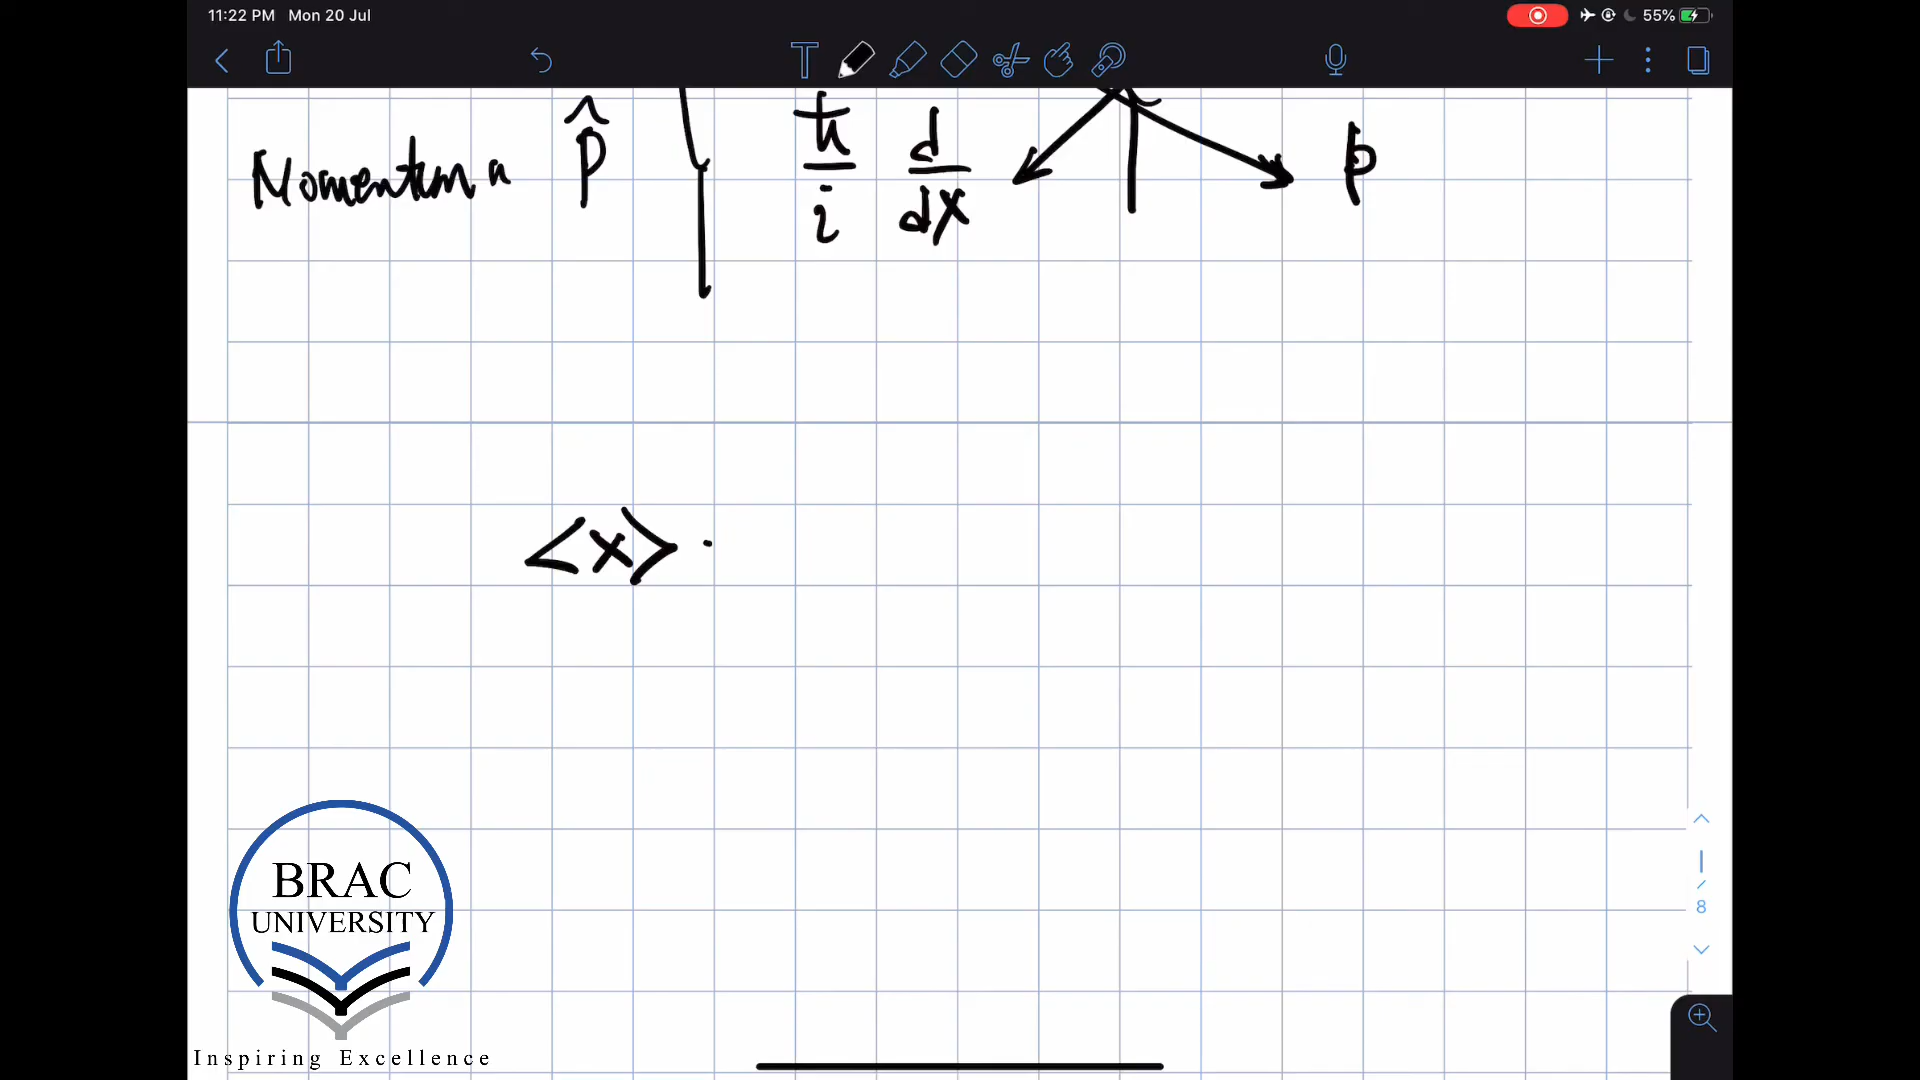 11:22 PM Mon 20 Jul 55%
Momentum p̂ ħ/i d/dx p
<x>
BRAC
UNIVERSITY
Inspiring Excellence
8